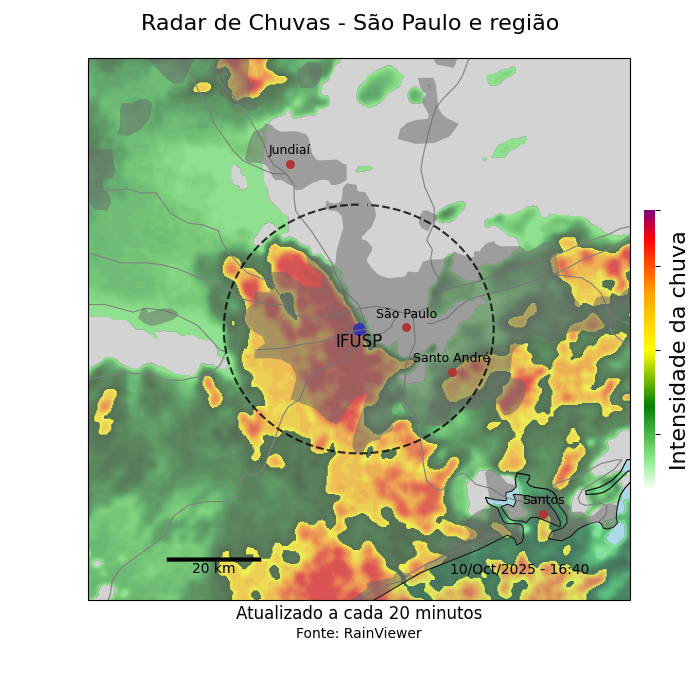 Radar de Chuvas - São Paulo e região
Jundiaí
São Paulo
IFUSP
Santo André
Santos
20 km
10/Oct/2025 - 16:40
Intensidade da chuva
Atualizado a cada 20 minutos
Fonte: RainViewer